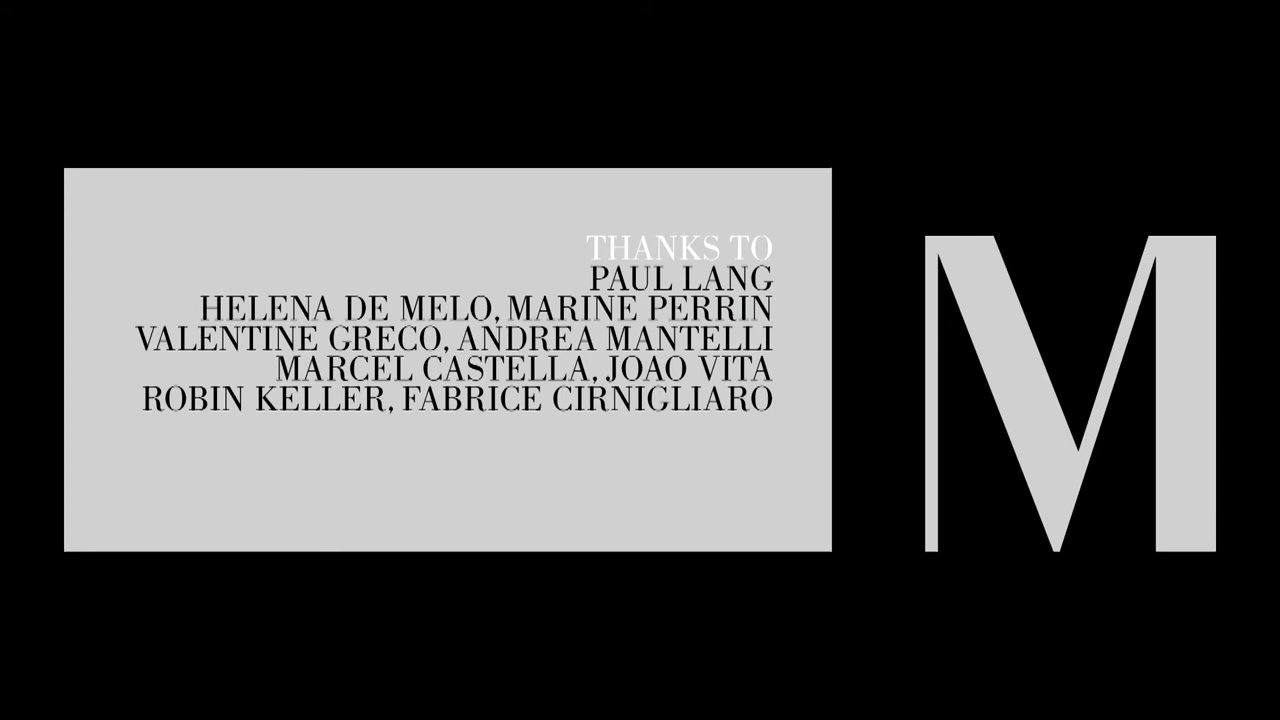 THANKS TO
PAUL LANG
HELENA DE MELO, MARINE PERRIN
VALENTINE GRECO, ANDREA MANTELLI
MARCEL CASTELLA, JOAO VITA
ROBIN KELLER, FABRICE CIRNIGLIARO
M